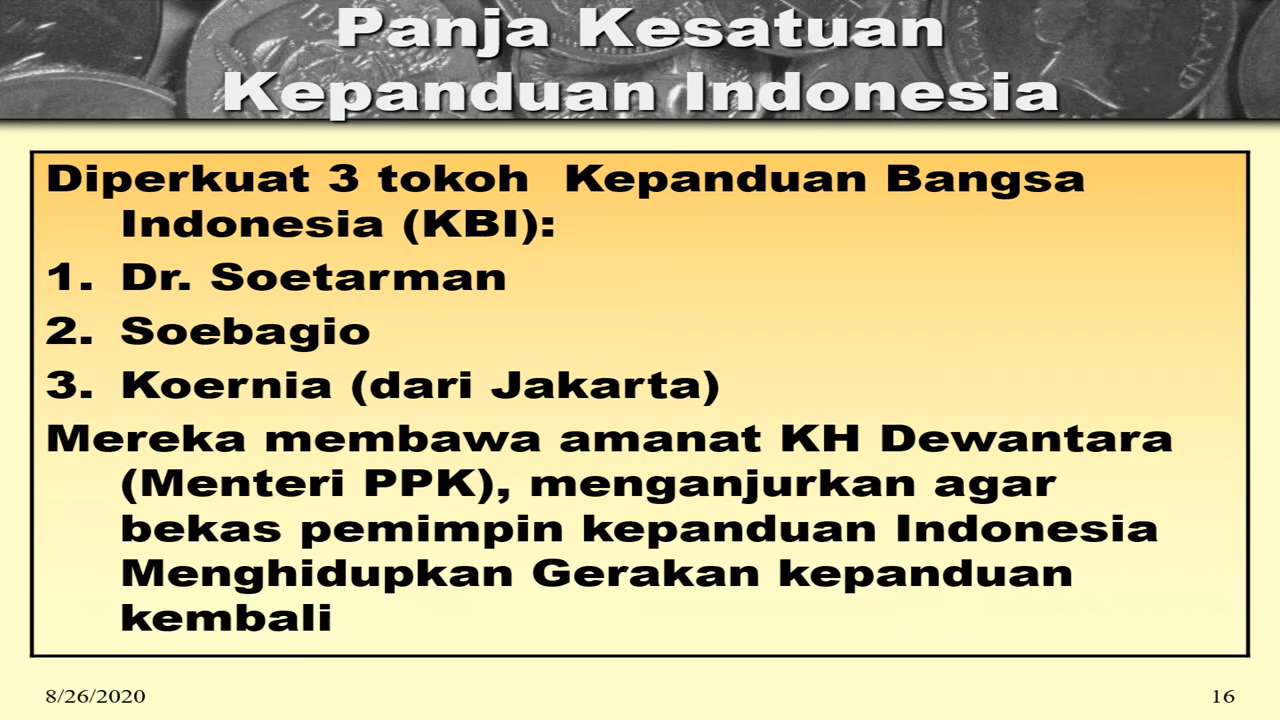 Panja Kesatuan
Kepanduan Indonesia
Diperkuat 3 tokoh  Kepanduan Bangsa
Indonesia (KBI):
1. Dr. Soetarman
2. Soebagio
3. Koernia (dari Jakarta)
Mereka membawa amanat KH Dewantara
(Menteri PPK), menganjurkan agar
bekas pemimpin kepanduan Indonesia
Menghidupkan Gerakan kepanduan
kembali
8/26/2020
16